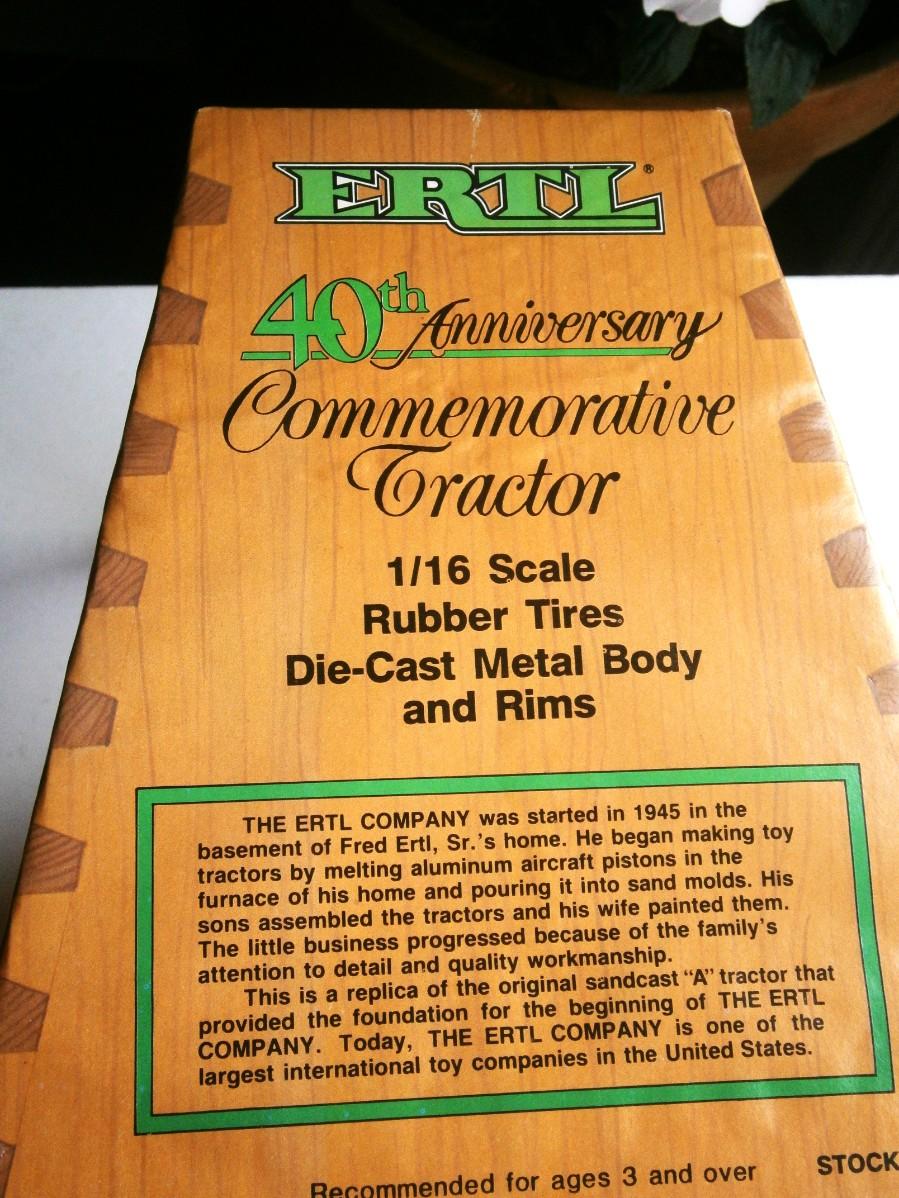 ERTL®
40th Anniversary
Commemorative
Tractor
1/16 Scale
Rubber Tires
Die-Cast Metal Body
and Rims
THE ERTL COMPANY was started in 1945 in the
basement of Fred Ertl, Sr.'s home. He began making toy
tractors by melting aluminum aircraft pistons in the
furnace of his home and pouring it into sand molds. His
sons assembled the tractors and his wife painted them.
The little business progressed because of the family's
attention to detail and quality workmanship.
This is a replica of the original sandcast "A" tractor that
provided the foundation for the beginning of THE ERTL
COMPANY. Today, THE ERTL COMPANY is one of the
largest international toy companies in the United States.
Recommended for ages 3 and over
STOCK